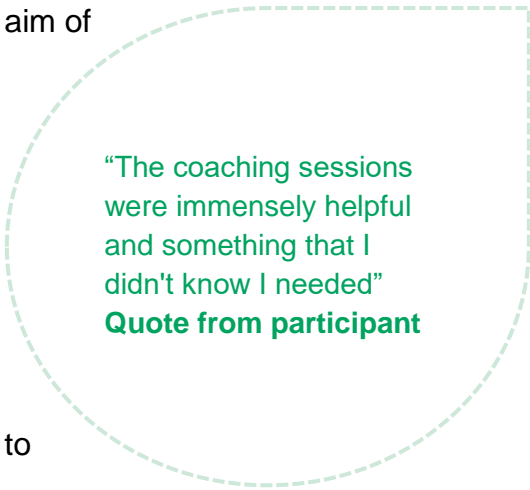 aim of
“The coaching sessions
were immensely helpful
and something that I
didn't know I needed”
Quote from participant
to